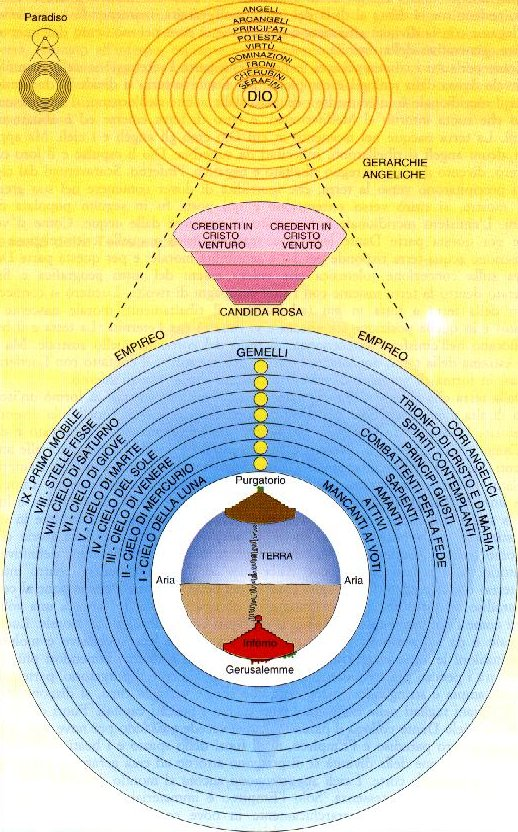 Paradiso
ANGELI
ARCANGELI
PRINCIPATI
POTESTÀ
VIRTÙ
DOMINAZIONI
TRONI
CHERUBINI
SERAFINI
DIO
GERARCHIE
ANGELICHE
CREDENTI IN
CRISTO
VENTURO
CREDENTI IN
CRISTO
VENUTO
CANDIDA ROSA
EMPIREO
EMPIREO
GEMELLI
IX - PRIMO MOBILE
VIII - STELLE FISSE
VII - CIELO DI SATURNO
VI - CIELO DI GIOVE
V - CIELO DI MARTE
IV - CIELO DEL SOLE
III - CIELO DI VENERE
II - CIELO DI MERCURIO
I - CIELO DELLA LUNA
CORI ANGELICI
TRIONFO DI CRISTO E DI MARIA
SPIRITI CONTEMPLANTI
PRINCIPI GIUSTI
COMBATTENTI PER LA FEDE
SAPIENTI
AMANTI
ATTIVI
MANCANTI AI VOTI
Purgatorio
TERRA
Aria
Aria
Inferno
Gerusalemme